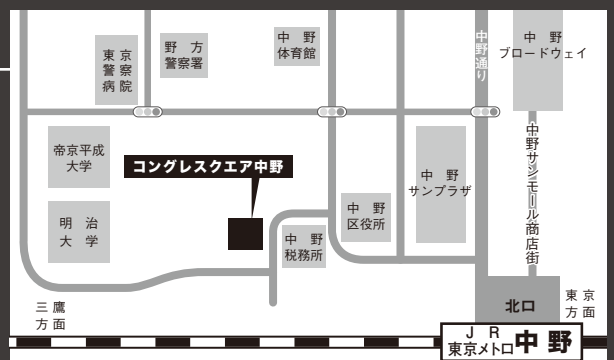 東京
警察
病院
野方
警察署
中野
体育館
中野通り
中野
ブロードウェイ
帝京平成
大学
コングレスクエア中野
中野
サンプラザ
中野サンモール商店街
明治
大学
中野
区役所
中野
税務所
三鷹
方面
北口
東京
方面
JR
東京メトロ
中野